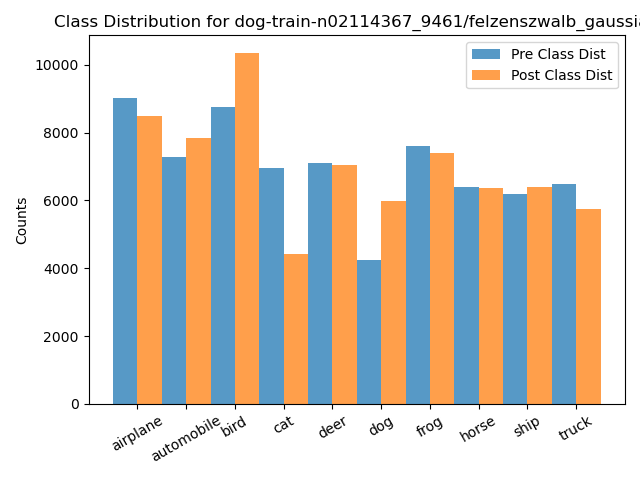 Class Distribution for dog-train-n02114367_9461/felzenszwalb_gaussia
Pre Class Dist
Post Class Dist
Counts
10000
8000
6000
4000
2000
0
airplane
automobile
bird
cat
deer
dog
frog
horse
ship
truck